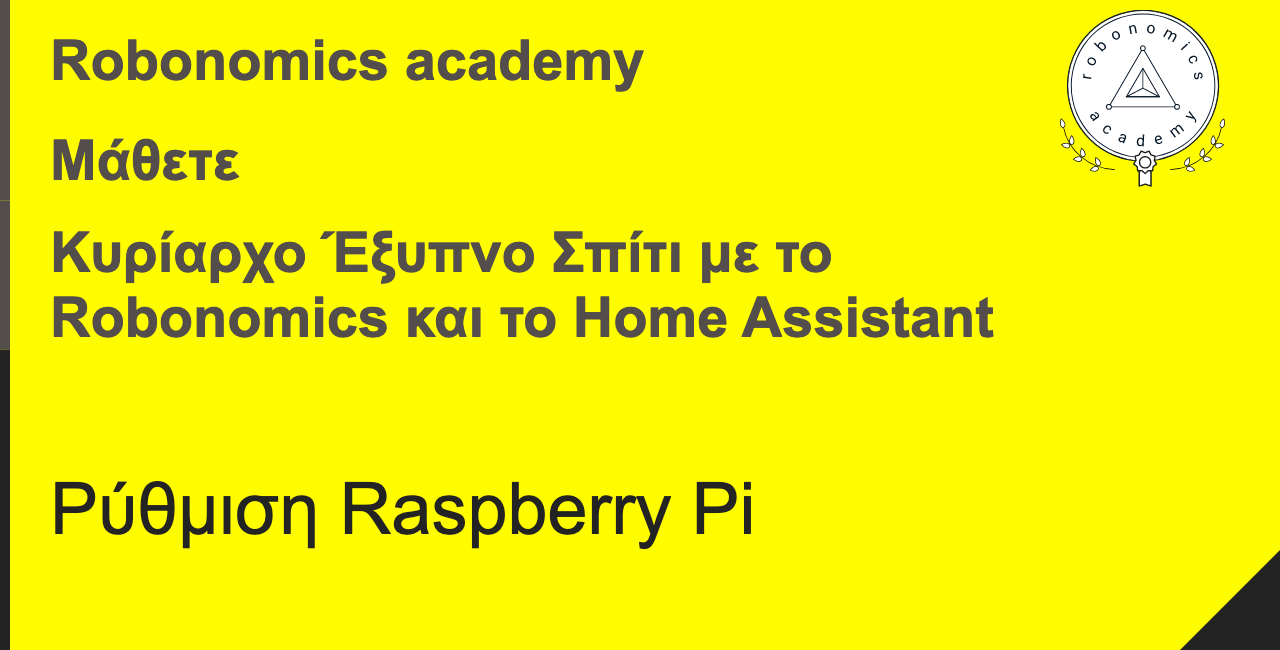 Robonomics academy
Μάθετε
Κυρίαρχο Έξυπνο Σπίτι με το
Robonomics και το Home Assistant
Ρύθμιση Raspberry Pi
robonomics
academy